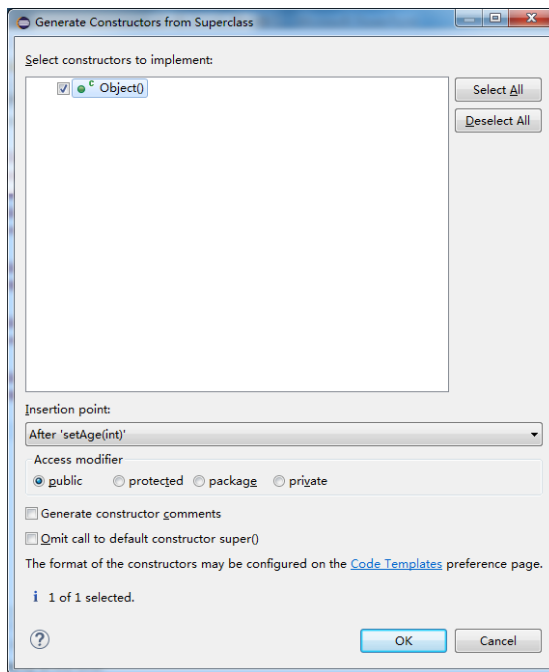 Generate Constructors from Superclass
Select constructors to implement:
C Object()
Select All
Deselect All
Insertion point:
After 'setAge(int)'
Access modifier
public protected package private
Generate constructor comments
Omit call to default constructor super()
The format of the constructors may be configured on the Code Templates preference page.
i 1 of 1 selected.
?
OK Cancel